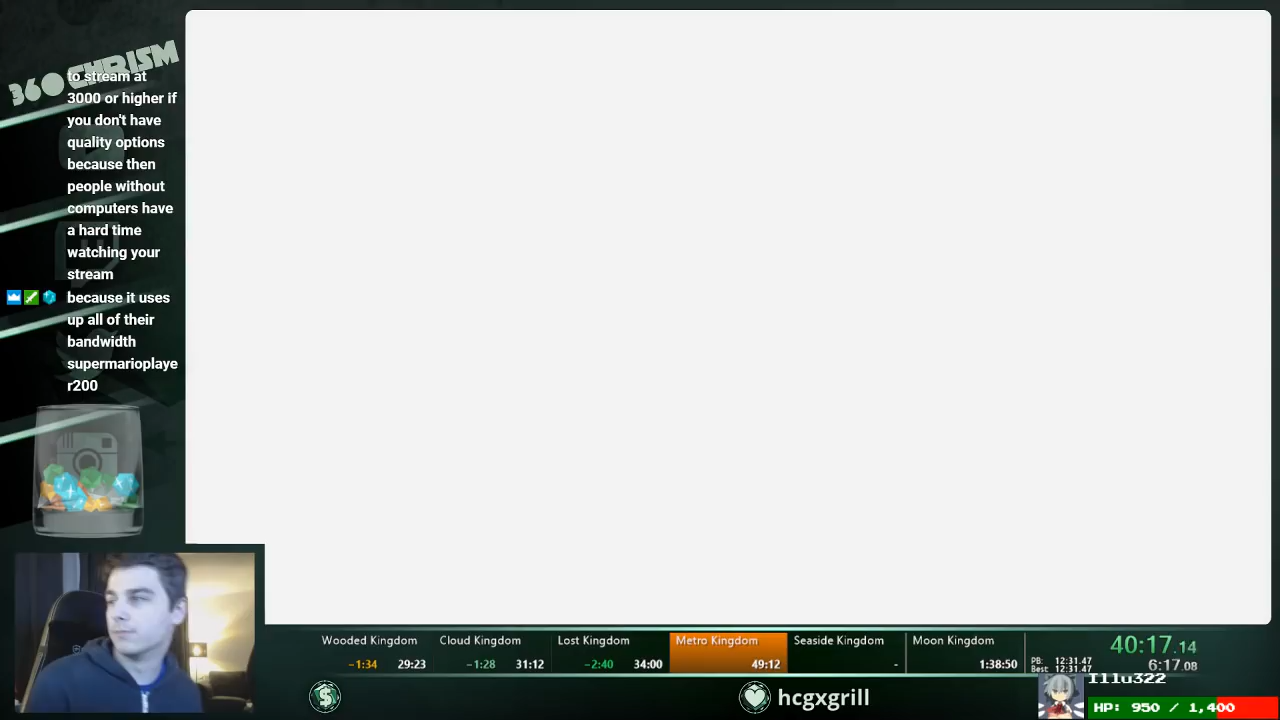 360 CHRISM
to stream at
3000 or higher if
you don't have
quality options
because then
people without
computers have
a hard time
watching your
stream
because it uses
up all of their
bandwidth
supermarioplaye
r200
Wooded Kingdom
-1:34 29:23
Cloud Kingdom
-1:28 31:12
Lost Kingdom
-2:40 34:00
Metro Kingdom
49:12
Seaside Kingdom
-
Moon Kingdom
1:38:50
40:17.14
PB: 12:31.47
Best: 12:31.47
6:17.08
$
hcgxgrill
Illu322
HP: 950 / 1,400